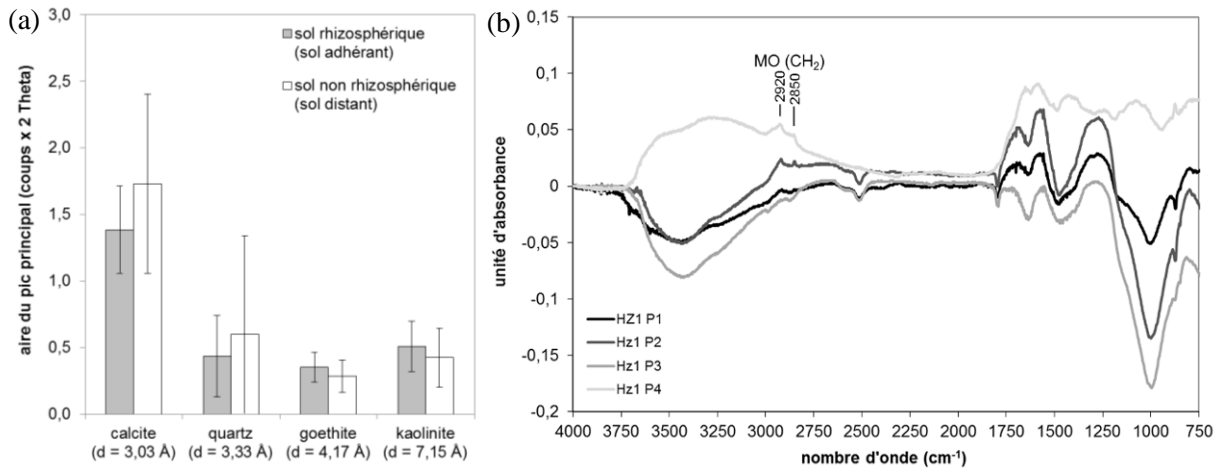 (a)
aire du pic principal (coups x 2 Theta)
3,0
2,5
2,0
1,5
1,0
0,5
0,0
sol rhizosphérique
(sol adhérant)
sol non rhizosphérique
(sol distant)
calcite quartz goethite kaolinite
(d = 3,03 Å) (d = 3,33 Å) (d = 4,17 Å) (d = 7,15 Å)
(b)
unité d'absorbance
0,15
0,1
0,05
0
-0,05
-0,1
-0,15
-0,2
MO (CH₂)
2920
2850
HZ1 P1
Hz1 P2
Hz1 P3
Hz1 P4
4000 3750 3500 3250 3000 2750 2500 2250 2000 1750 1500 1250 1000 750
nombre d'onde (cm⁻¹)